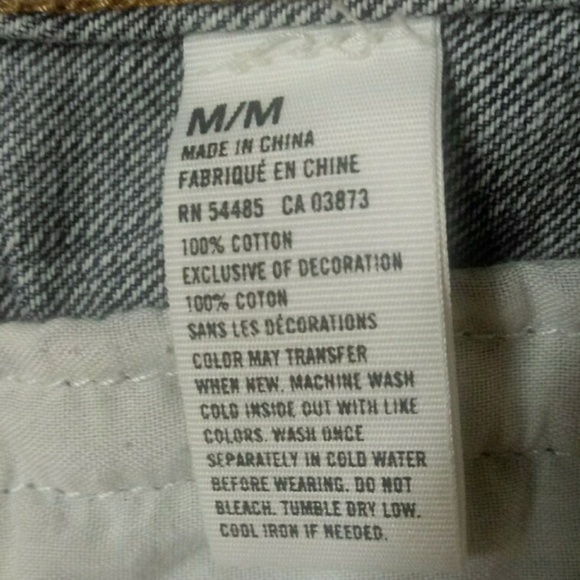 M/M
MADE IN CHINA
FABRIQUÉ EN CHINE
RN 54485 CA 03873
100% COTTON
EXCLUSIVE OF DECORATION
100% COTON
SANS LES DÉCORATIONS
COLOR MAY TRANSFER
WHEN NEW. MACHINE WASH
COLD INSIDE OUT WITH LIKE
COLORS. WASH ONCE
SEPARATELY IN COLD WATER
BEFORE WEARING. DO NOT
BLEACH. TUMBLE DRY LOW.
COOL IRON IF NEEDED.